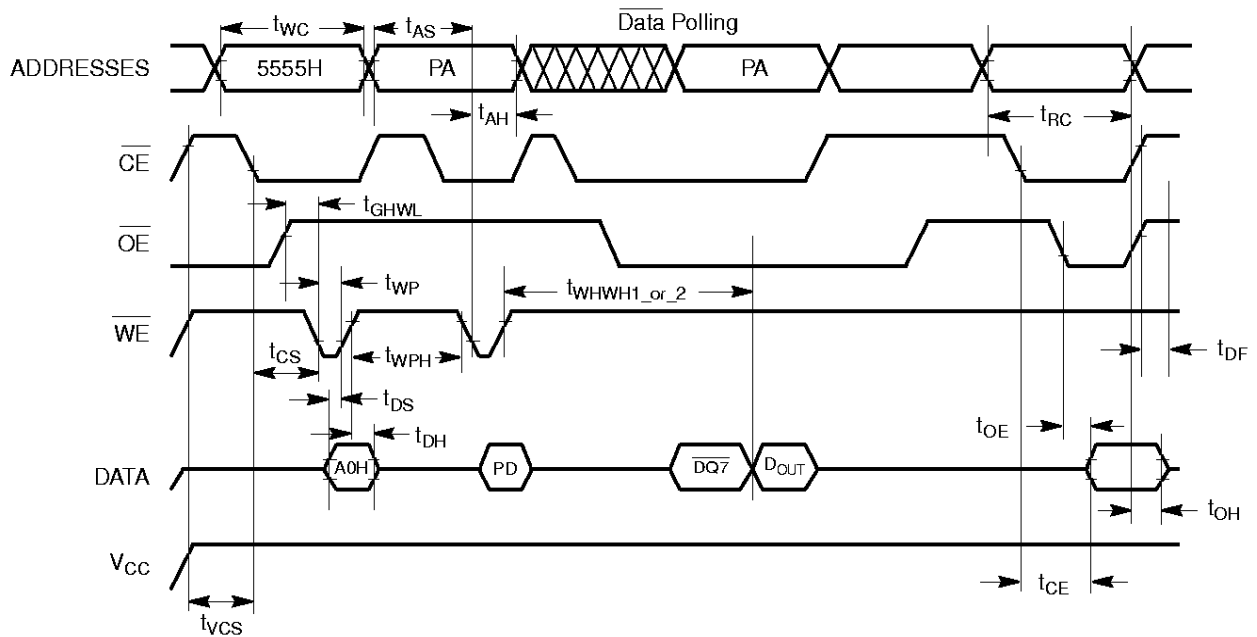 Data Polling
tWC
tAS
ADDRESSES
5555H
PA
PA
tAH
tRC
CE
tGHWL
OE
tWP
tWHWH1_or_2
WE
tCS
tWPH
tDF
tDS
tOE
tDH
DATA
A0H
PD
DQ7
DOUT
tOH
VCC
tCE
tVCS